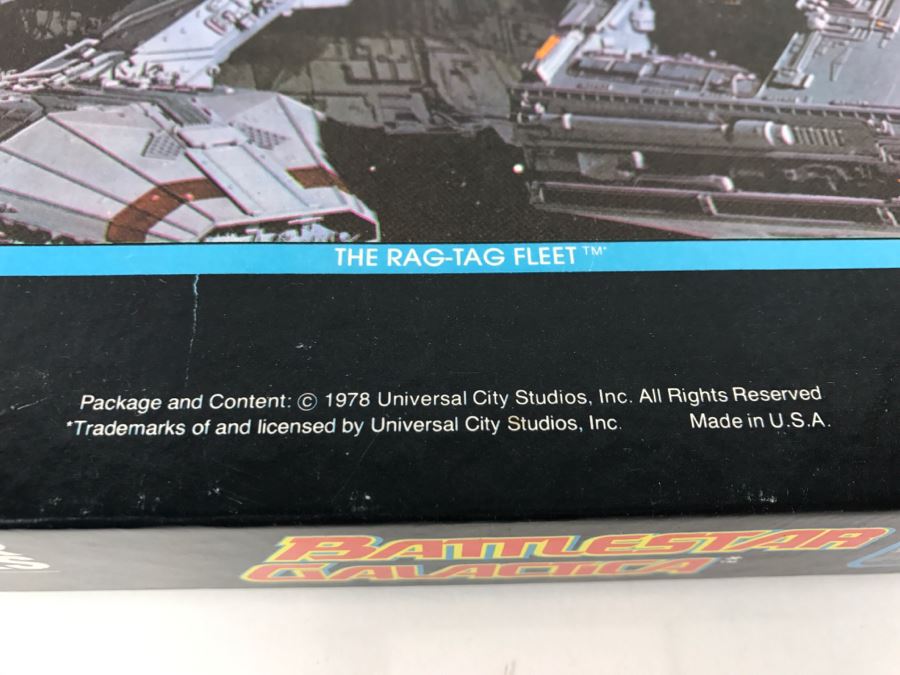 THE RAG-TAG FLEET™*
Package and Content: © 1978 Universal City Studios, Inc. All Rights Reserved
*Trademarks of and licensed by Universal City Studios, Inc. Made in U.S.A.
BATTLESTAR
GALACTICA™*